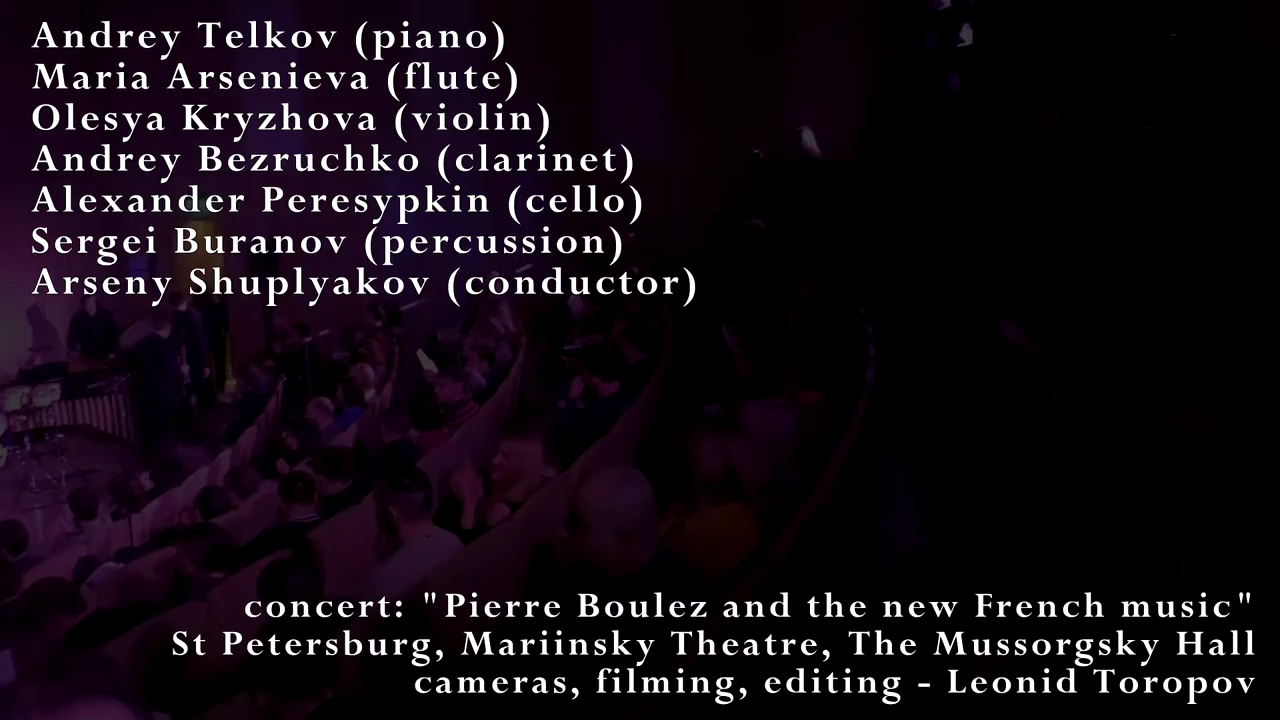 Andrey Telkov (piano)
Maria Arsenieva (flute)
Olesya Kryzhova (violin)
Andrey Bezruchko (clarinet)
Alexander Peresypkin (cello)
Sergei Buranov (percussion)
Arseny Shuplyakov (conductor)
concert: "Pierre Boulez and the new French music"
St Petersburg, Mariinsky Theatre, The Mussorgsky Hall
cameras, filming, editing - Leonid Toropov